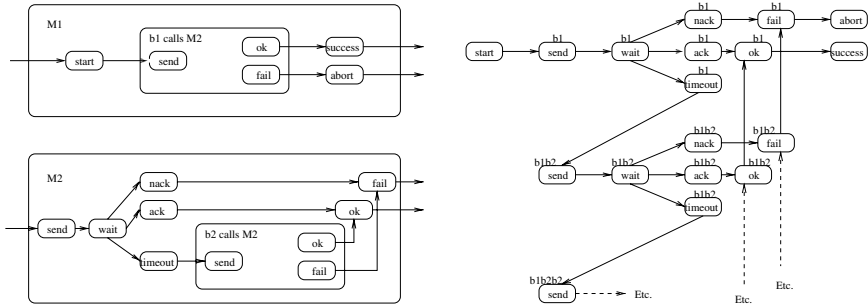 M1
b1 calls M2
start
send
ok
success
fail
abort
M2
nack
fail
ack
ok
send
wait
b2 calls M2
timeout
send
ok
fail
b1
b1
nack
fail
abort
b1
b1
b1
b1
start
send
wait
ack
ok
success
b1
timeout
b1b2
b1b2
nack
fail
b1b2
b1b2
b1b2
b1b2
send
wait
ack
ok
b1b2
timeout
b1b2b2
send
Etc.
Etc.
Etc.